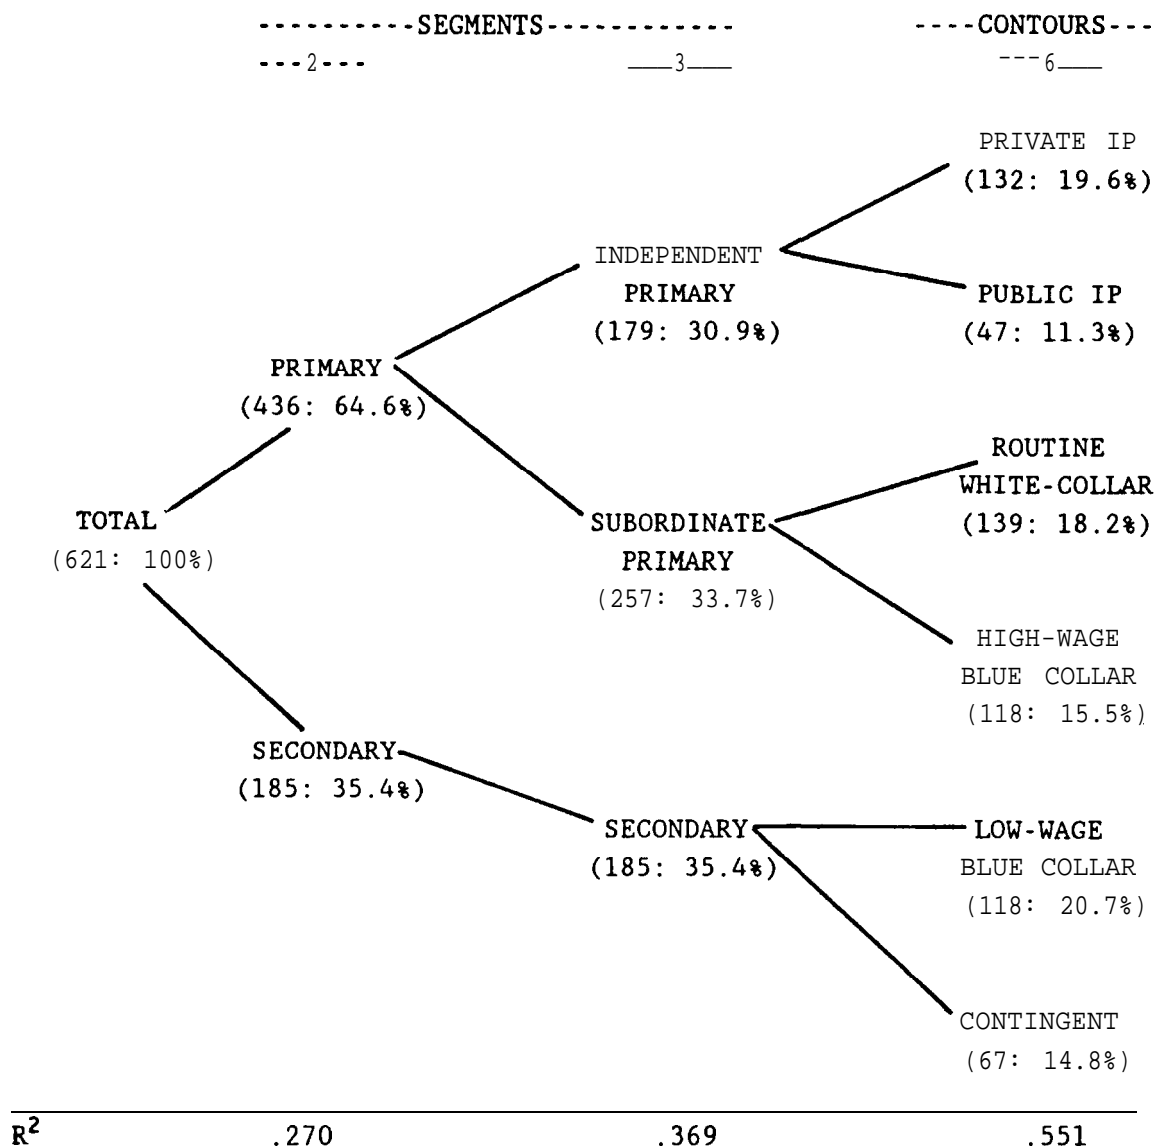 ----------SEGMENTS------------ ----CONTOURS---
---2--- ___3___ ---6___
PRIVATE IP
(132: 19.6%)
INDEPENDENT
PRIMARY
(179: 30.9%)
PUBLIC IP
(47: 11.3%)
PRIMARY
(436: 64.6%)
ROUTINE
WHITE-COLLAR
(139: 18.2%)
TOTAL
(621: 100%)
SUBORDINATE
PRIMARY
(257: 33.7%)
HIGH-WAGE
BLUE COLLAR
(118: 15.5%)
SECONDARY
(185: 35.4%)
SECONDARY
(185: 35.4%)
LOW-WAGE
BLUE COLLAR
(118: 20.7%)
CONTINGENT
(67: 14.8%)
R² .270 .369 .551